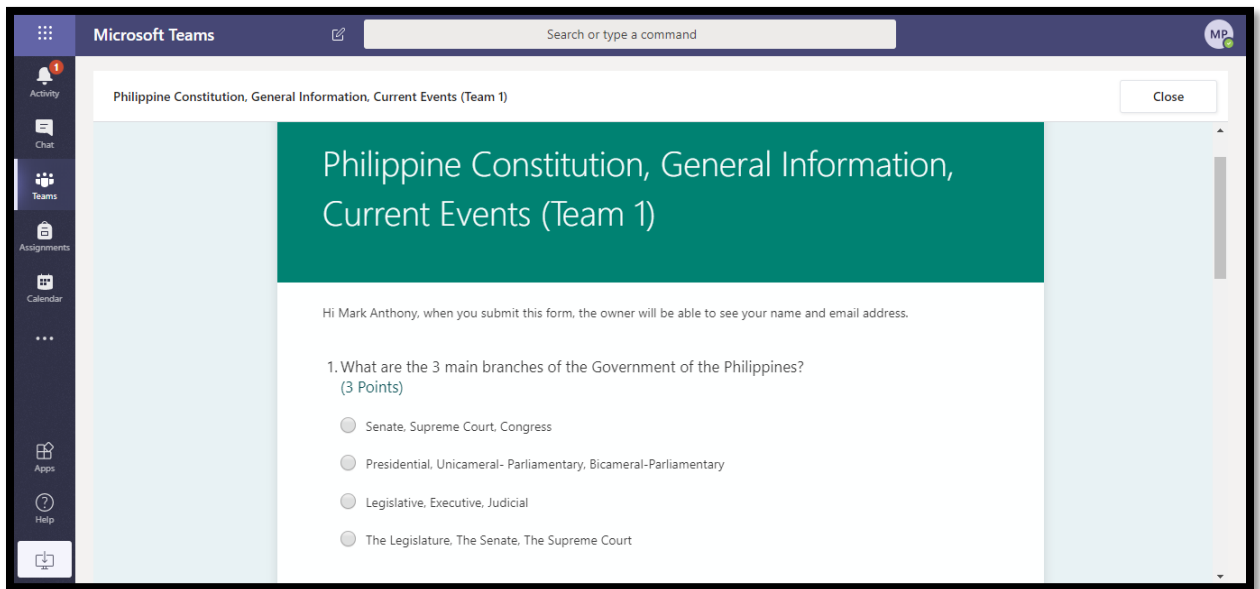 Microsoft Teams
Search or type a command
MP
1
Activity
Chat
Teams
Assignments
Calendar
Apps
Help
Philippine Constitution, General Information, Current Events (Team 1)
Close
Philippine Constitution, General Information,
Current Events (Team 1)
Hi Mark Anthony, when you submit this form, the owner will be able to see your name and email address.
1. What are the 3 main branches of the Government of the Philippines?
(3 Points)
Senate, Supreme Court, Congress
Presidential, Unicameral- Parliamentary, Bicameral-Parliamentary
Legislative, Executive, Judicial
The Legislature, The Senate, The Supreme Court